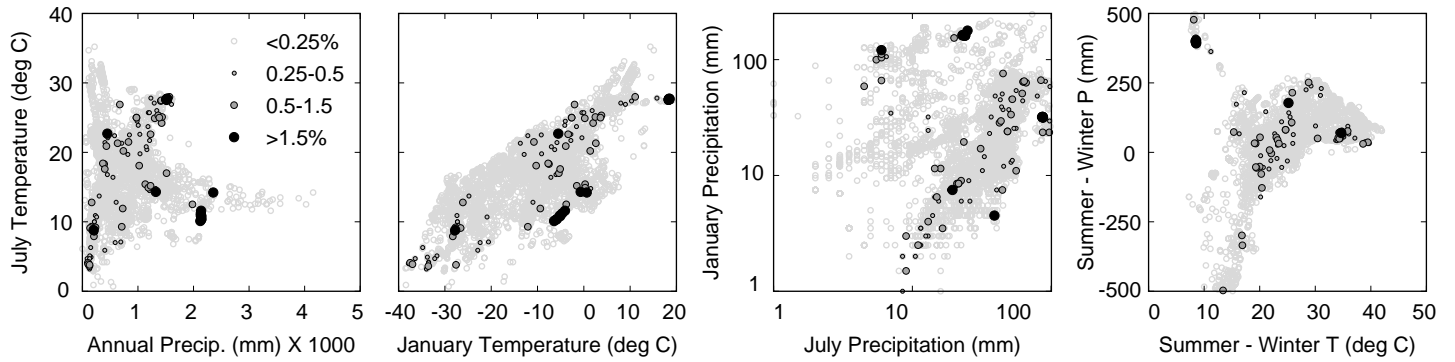 July Temperature (deg C)
40
30
20
10
0
<0.25%
0.25-0.5
0.5-1.5
>1.5%
0 1 2 3 4 5
Annual Precip. (mm) X 1000
-40 -30 -20 -10 0 10 20
January Temperature (deg C)
January Precipitation (mm)
100
10
1
1 10 100
July Precipitation (mm)
Summer - Winter P (mm)
500
250
0
-250
-500
0 10 20 30 40 50
Summer - Winter T (deg C)